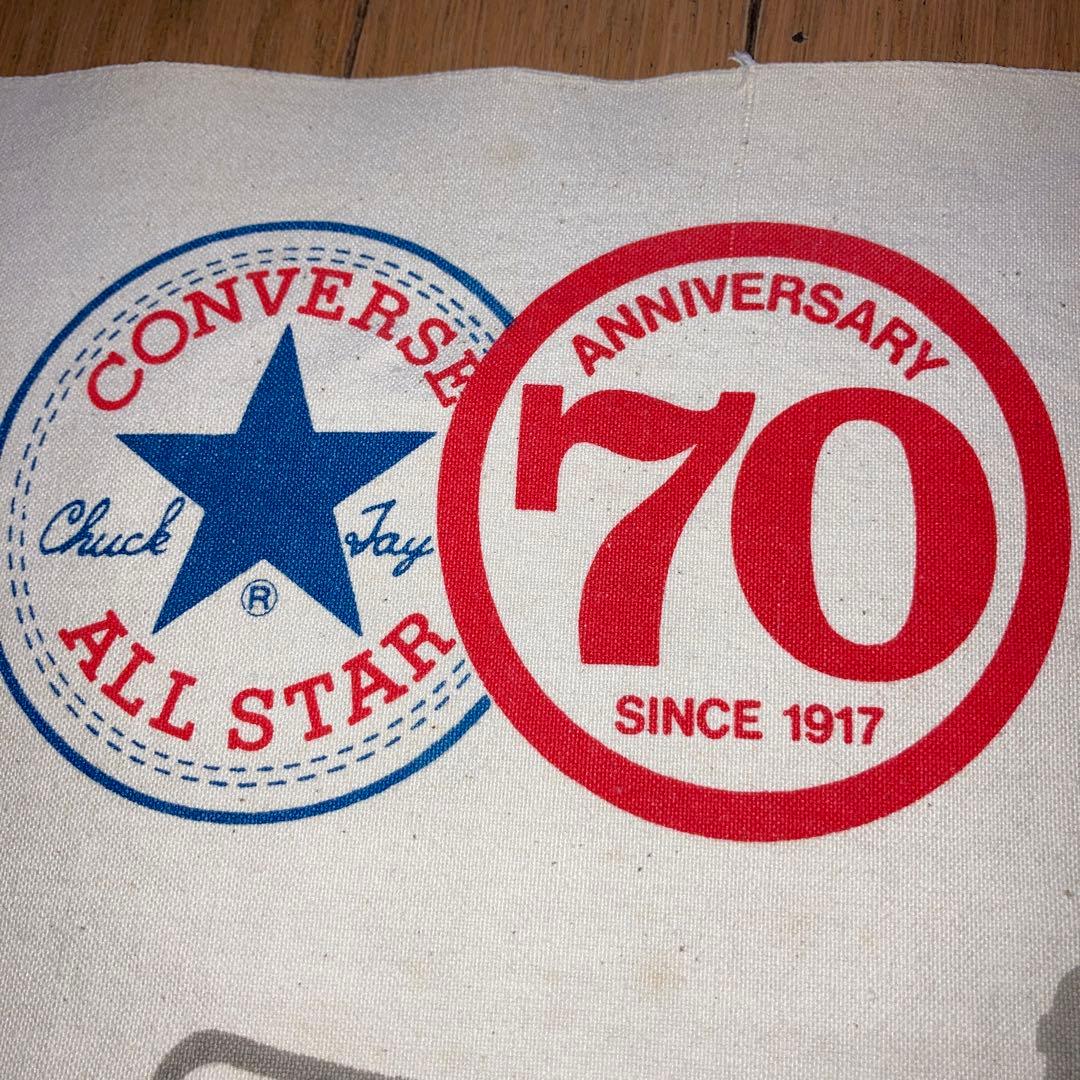 CONVERSE
Chuck Tay
®
ALL STAR
ANNIVERSARY
70
SINCE 1917